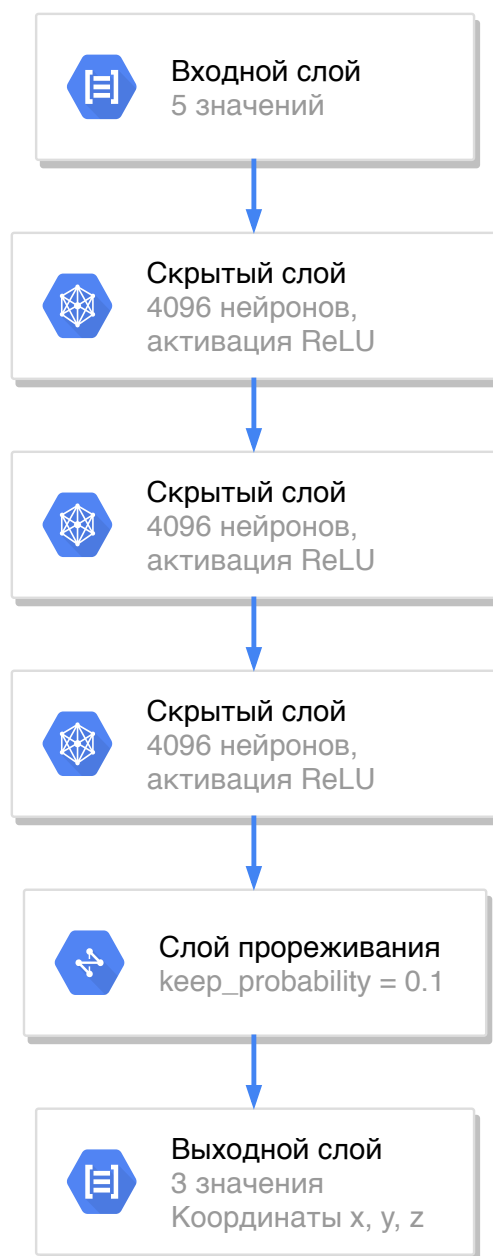 Входной слой
5 значений
Скрытый слой
4096 нейронов,
активация ReLU
Скрытый слой
4096 нейронов,
активация ReLU
Скрытый слой
4096 нейронов,
активация ReLU
Слой прореживания
keep_probability = 0.1
Выходной слой
3 значения
Координаты x, y, z